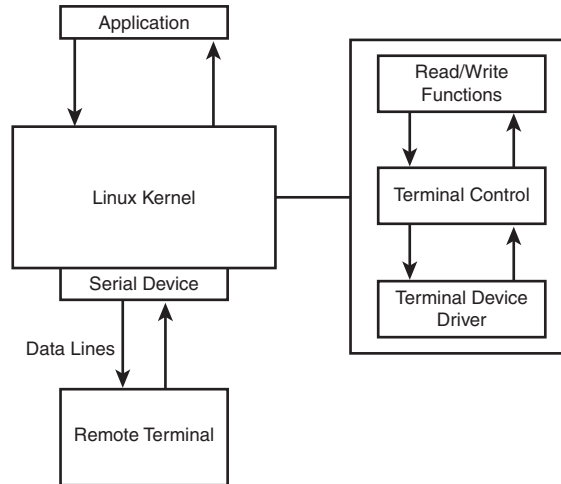 Application
Linux Kernel
Serial Device
Data Lines
Remote Terminal
Read/Write
Functions
Terminal Control
Terminal Device
Driver